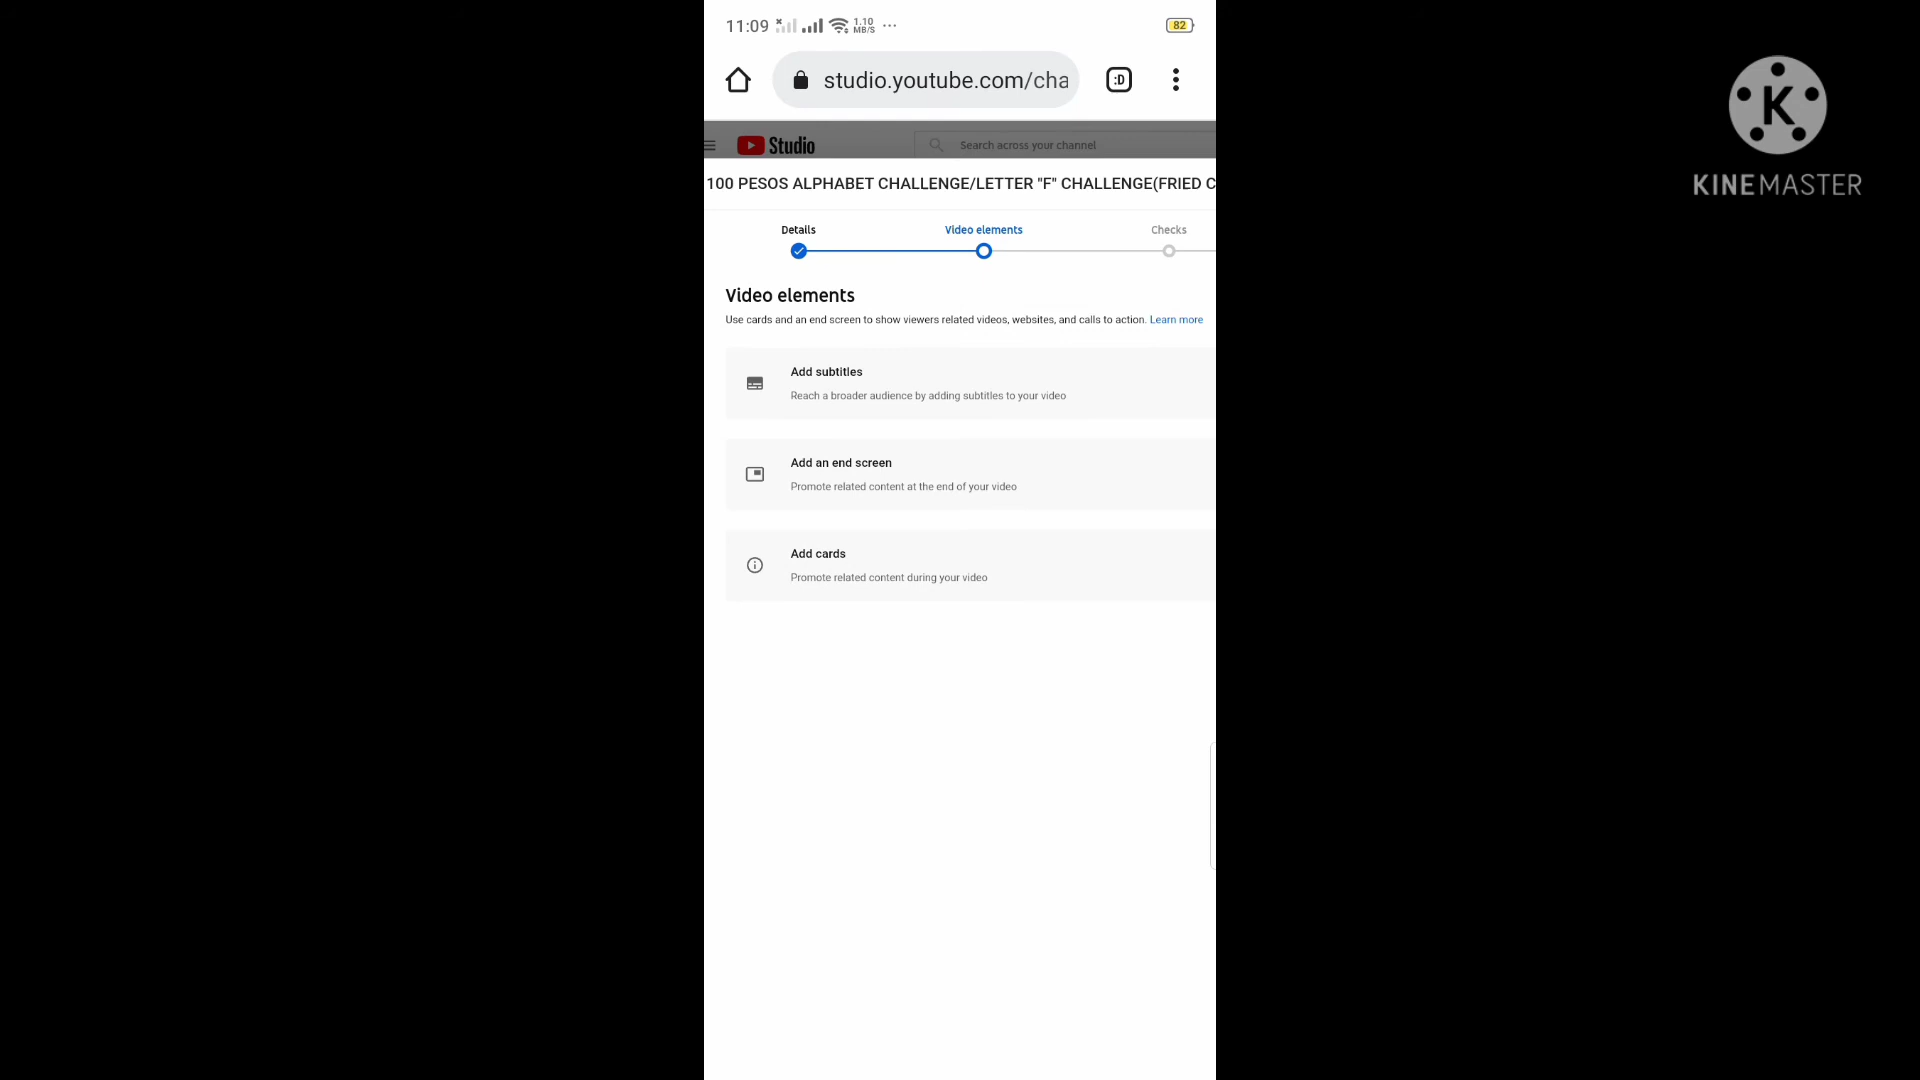 11:09 1.10 MB/S ... 82
studio.youtube.com/cha :D
Studio Search across your channel
100 PESOS ALPHABET CHALLENGE/LETTER "F" CHALLENGE(FRIED C
Details Video elements Checks
Video elements
Use cards and an end screen to show viewers related videos, websites, and calls to action. Learn more
Add subtitles
Reach a broader audience by adding subtitles to your video
Add an end screen
Promote related content at the end of your video
Add cards
Promote related content during your video
K
KINEMASTER